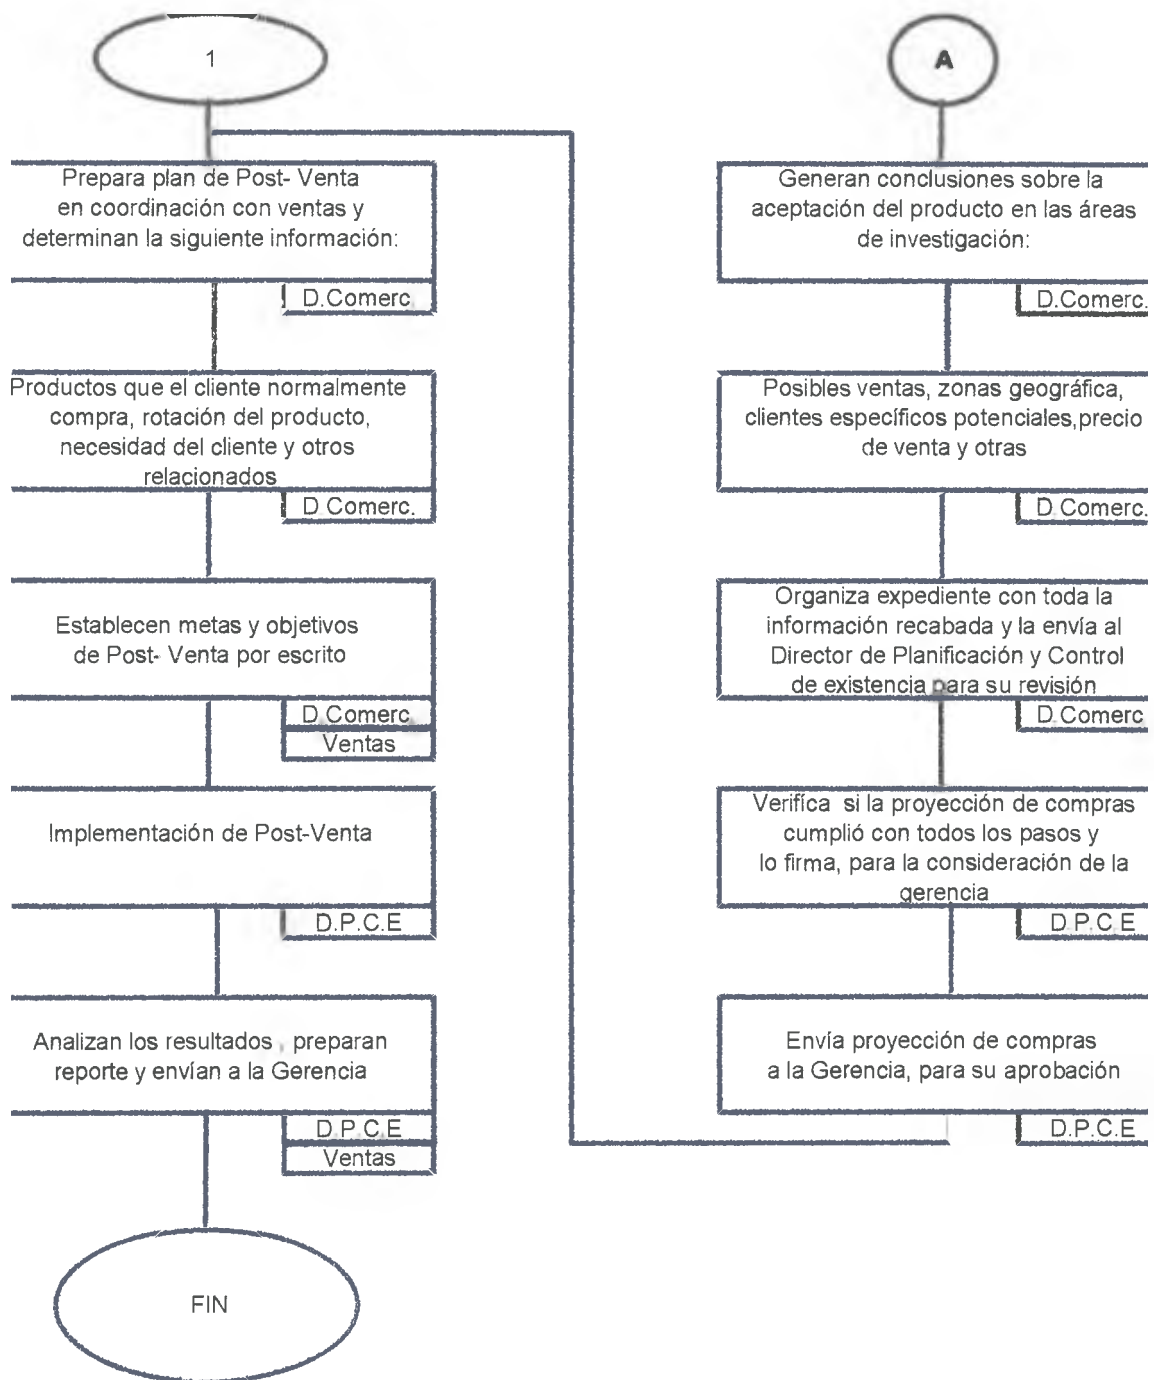 1
Prepara plan de Post- Venta
en coordinación con ventas y
determinan la siguiente información:
D.Comerc.
Productos que el cliente normalmente
compra, rotación del producto,
necesidad del cliente y otros
relacionados
D.Comerc.
Establecen metas y objetivos
de Post- Venta por escrito
D.Comerc.
Ventas
Implementación de Post-Venta
D.P.C.E
Analizan los resultados , preparan
reporte y envían a la Gerencia
D.P.C.E
Ventas
FIN
A
Generan conclusiones sobre la
aceptación del producto en las áreas
de investigación:
D.Comerc.
Posibles ventas, zonas geográfica,
clientes específicos potenciales,precio
de venta y otras
D.Comerc.
Organiza expediente con toda la
información recabada y la envía al
Director de Planificación y Control
de existencia para su revisión
D.Comerc
Verifíca si la proyección de compras
cumplió con todos los pasos y
lo firma, para la consideración de la
gerencia
D.P.C.E
Envía proyección de compras
a la Gerencia, para su aprobación
D.P.C.E